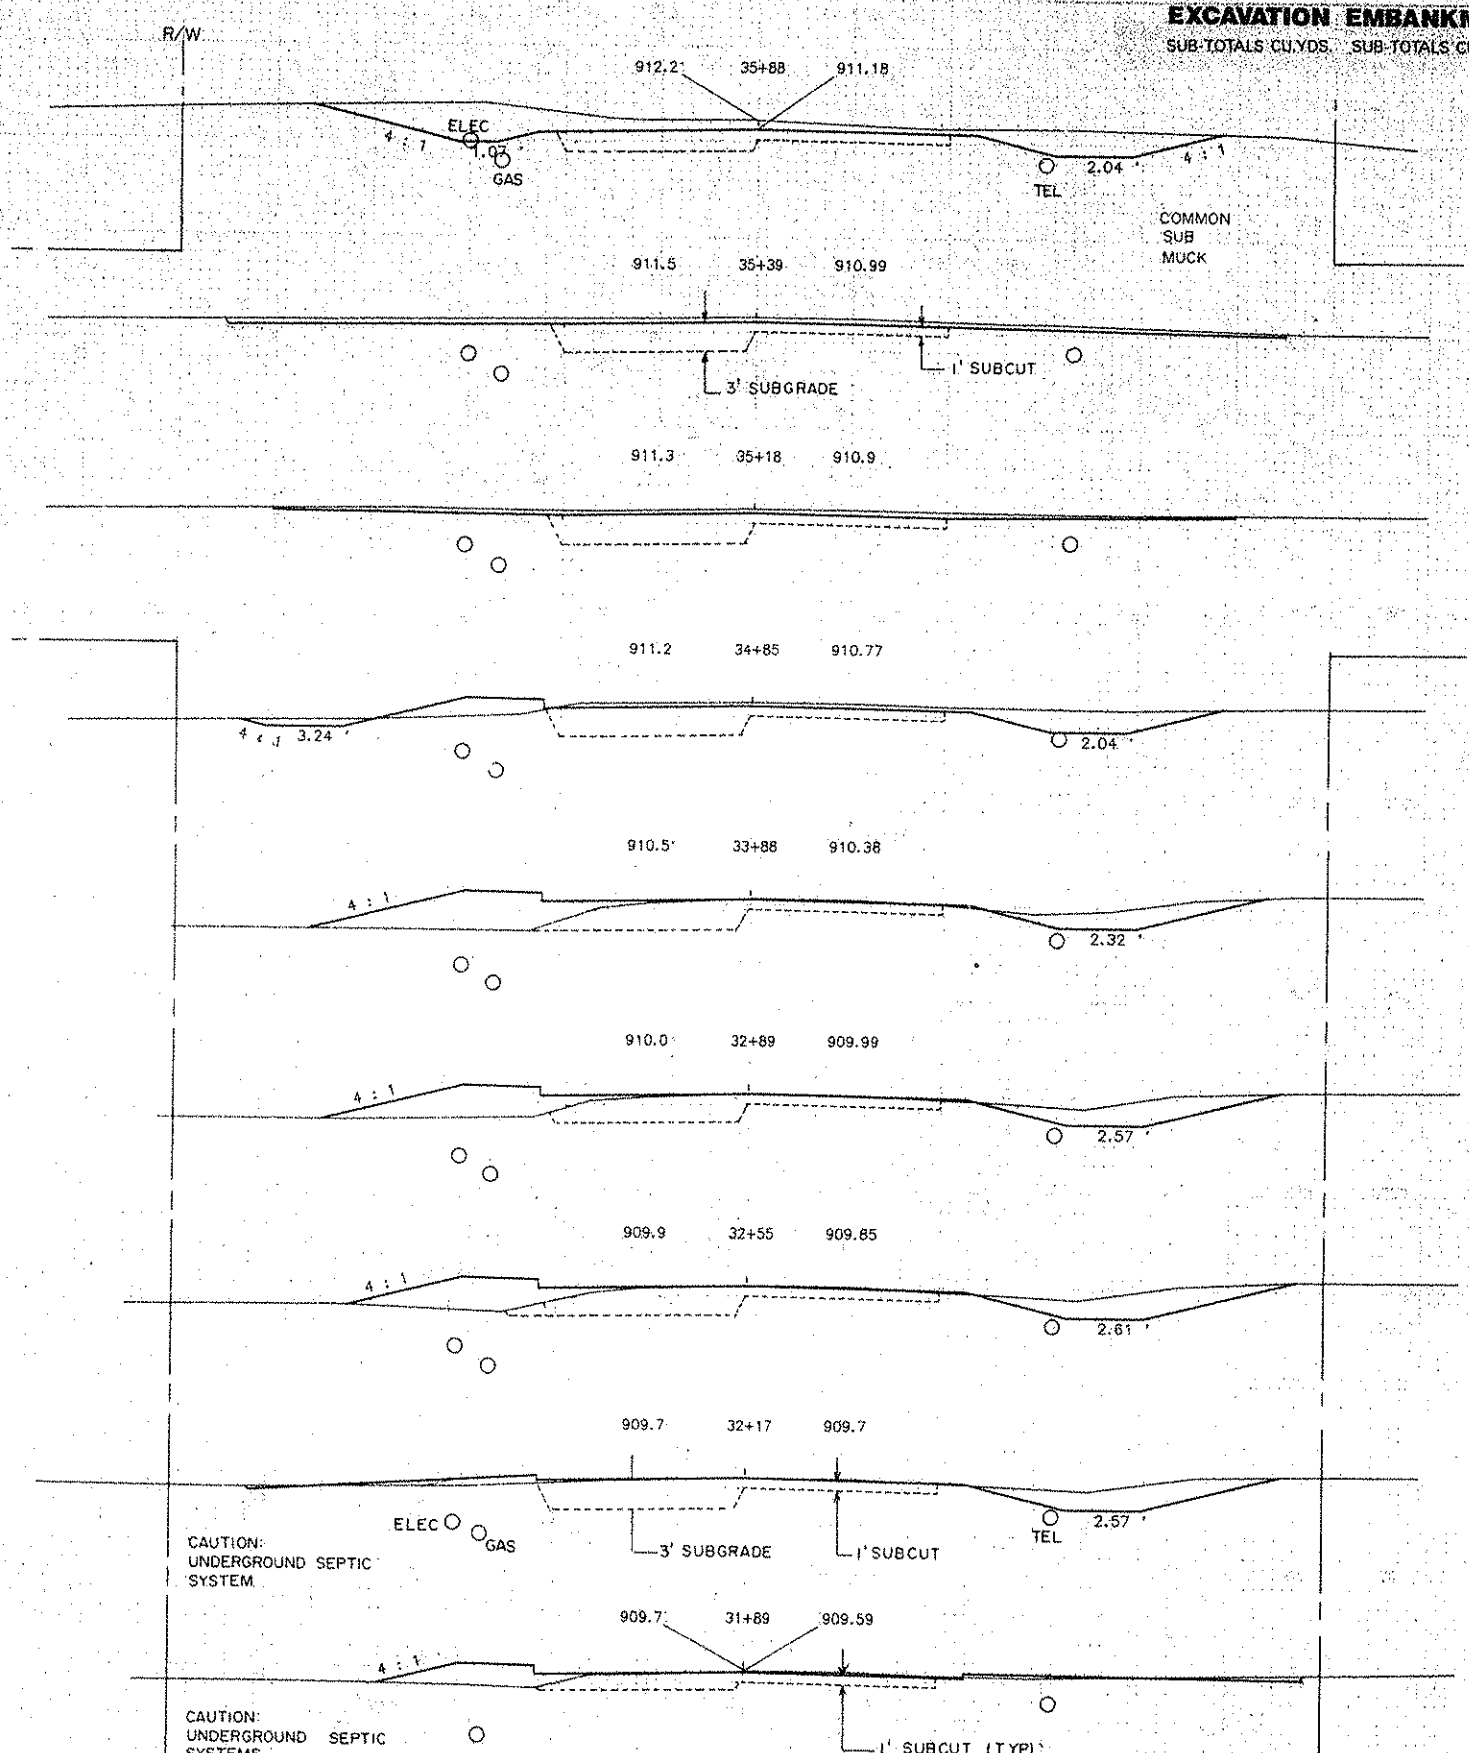 EXCAVATION EMBANKM
R/W
SUB-TOTALS CU.YDS. SUB-TOTALS C
912.2 35+88 911.18
ELEC
4 : 1
1.07 '
GAS
2.04 '
4 : 1
TEL
COMMON
SUB
MUCK
911.5 35+39 910.99
1' SUBCUT
3' SUBGRADE
911.3 35+18 910.9
911.2 34+85 910.77
4 : 1 3.24 '
2.04 '
910.5 33+88 910.38
4 : 1
2.32 '
910.0 32+89 909.99
4 : 1
2.57 '
909.9 32+55 909.85
4 : 1
2.61 '
909.7 32+17 909.7
ELEC
GAS
2.57 '
TEL
CAUTION:
UNDERGROUND SEPTIC
SYSTEM
3' SUBGRADE 1' SUBCUT
909.7 31+89 909.59
4 : 1
CAUTION:
UNDERGROUND SEPTIC
SYSTEMS
1' SUBCUT (TYP)